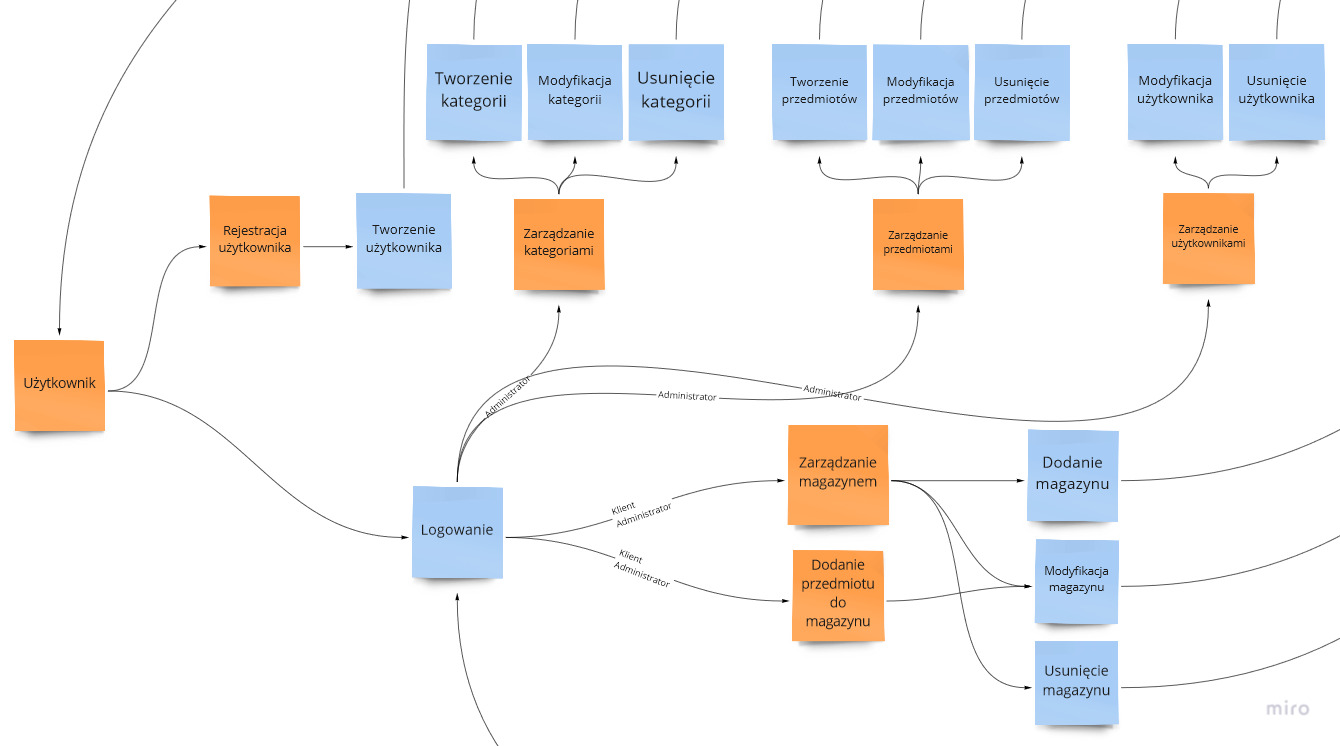 Tworzenie
kategorii
Modyfikacja
kategorii
Usunięcie
kategorii
Tworzenie
przedmiotów
Modyfikacja
przedmiotów
Usunięcie
przedmiotów
Modyfikacja
użytkownika
Usunięcie
użytkownika
Rejestracja
użytkownika
Tworzenie
użytkownika
Zarządzanie
kategoriami
Zarządzanie
przedmiotami
Zarządzanie
użytkownikami
Użytkownik
Administrator
Administrator
Administrator
Logowanie
Klient
Administrator
Klient
Administrator
Zarządzanie
magazynem
Dodanie
przedmiotu
do
magazynu
Dodanie
magazynu
Modyfikacja
magazynu
Usunięcie
magazynu
miro